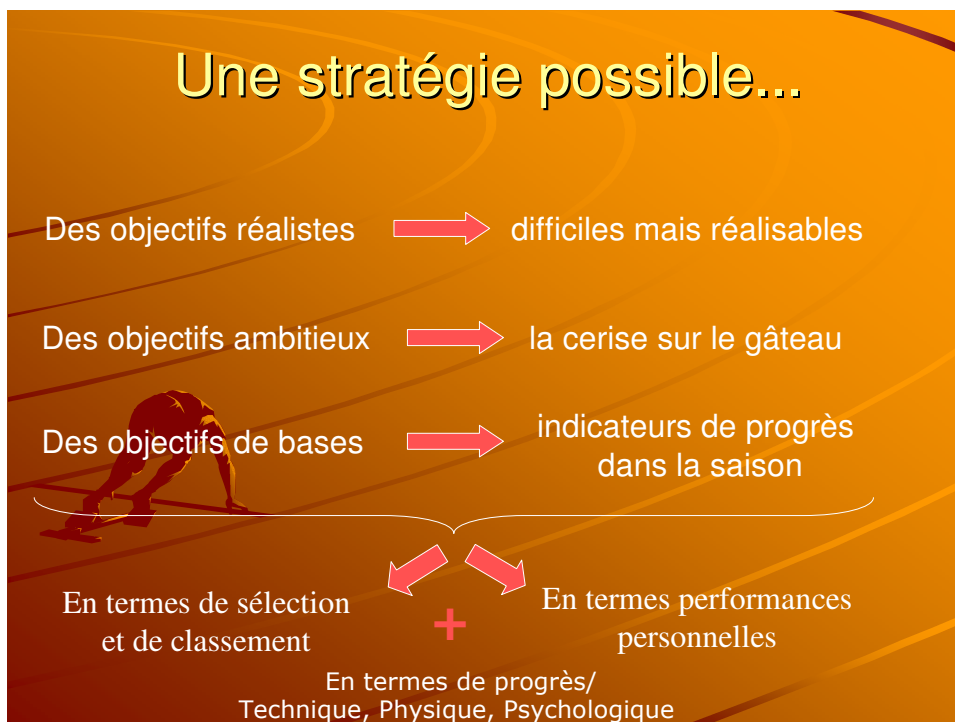 Une stratégie possible...
Des objectifs réalistes
difficiles mais réalisables
Des objectifs ambitieux
la cerise sur le gâteau
Des objectifs de bases
indicateurs de progrès
dans la saison
En termes de sélection
et de classement
+
En termes performances
personnelles
En termes de progrès/
Technique, Physique, Psychologique